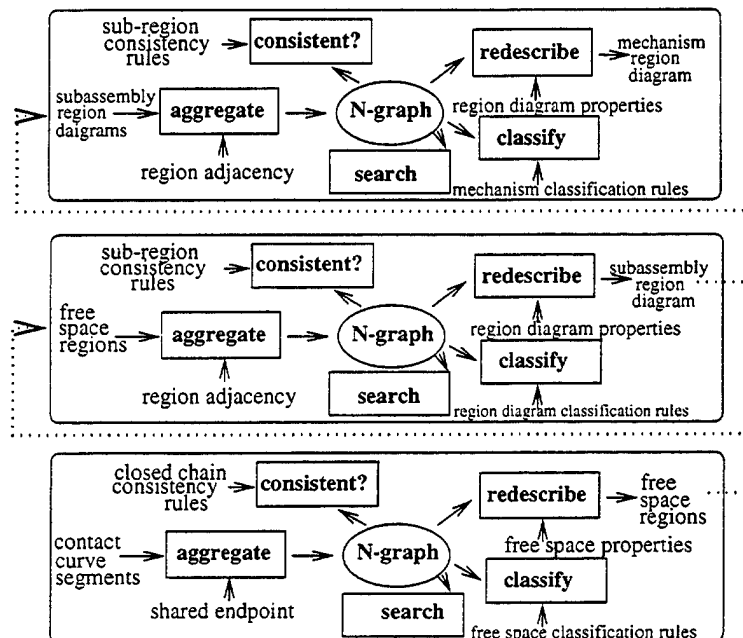 sub-region
consistency
rules
consistent?
redescribe
mechanism
region
diagram
subassembly
region
daigrams
aggregate
N-graph
region diagram properties
classify
region adjacency
search
mechanism classification rules
sub-region
consistency
rules
consistent?
redescribe
subassembly
region
diagram
free
space
regions
aggregate
N-graph
region diagram properties
classify
region adjacency
search
region diagram classification rules
closed chain
consistency
rules
consistent?
redescribe
free
space
regions
contact
curve
segments
aggregate
N-graph
free space properties
classify
shared endpoint
search
free space classification rules